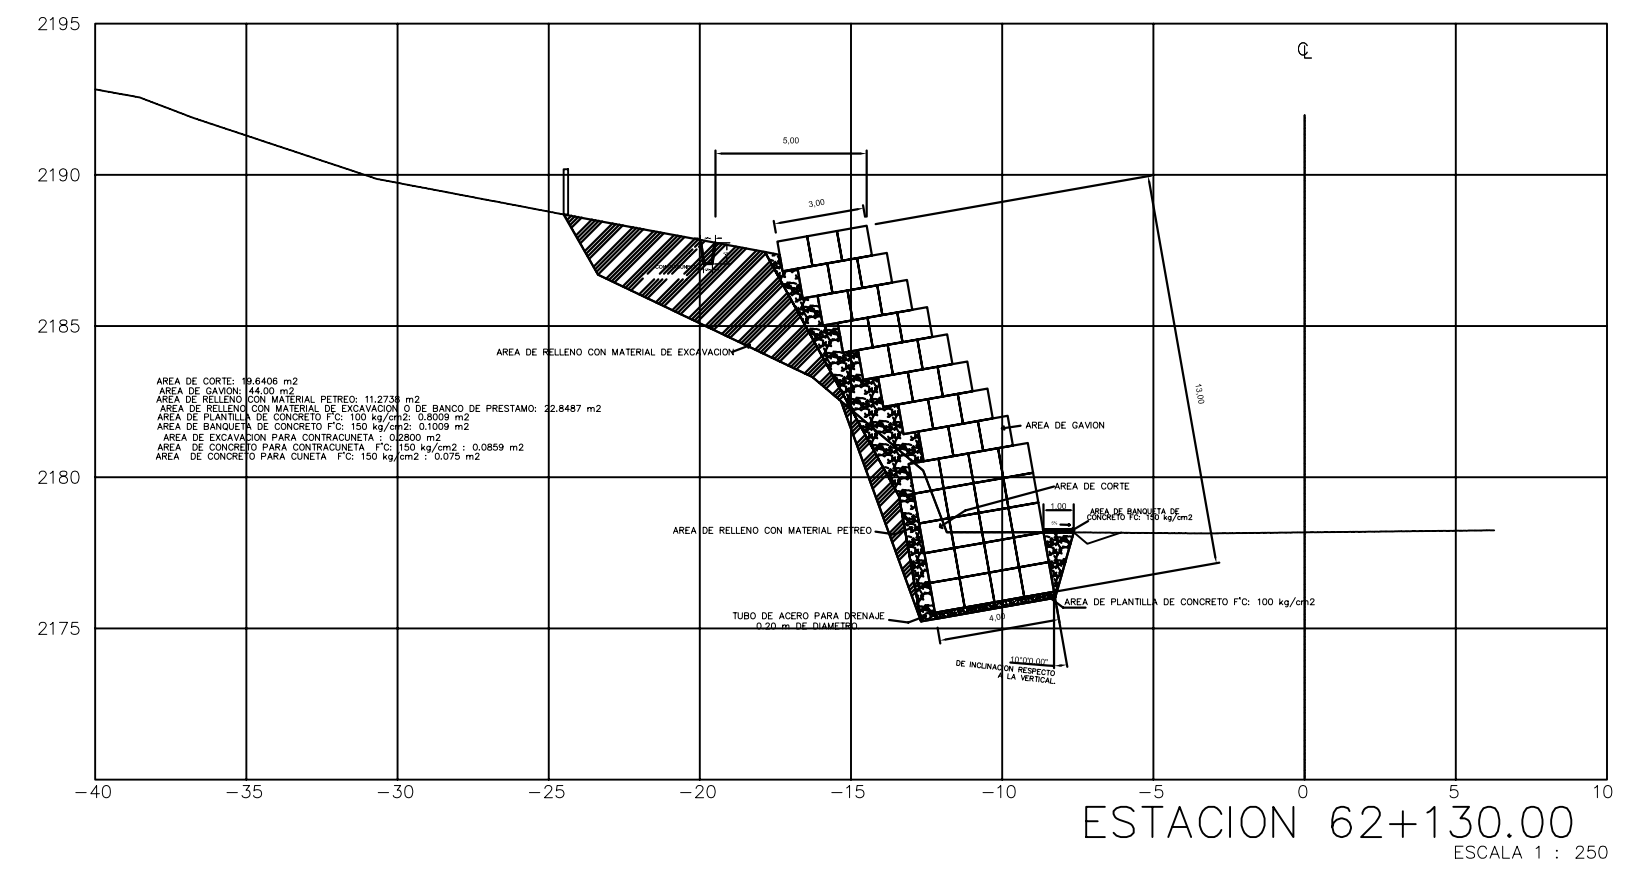 2195
2190
2185
2180
2175
℄
5,00
3,00
13,00
AREA DE RELLENO CON MATERIAL DE EXCAVACION
AREA DE CORTE: 19.6406 m2
AREA DE GAVION: 44.00 m2
AREA DE RELLENO CON MATERIAL PETREO: 11.2738 m2
AREA DE RELLENO CON MATERIAL DE EXCAVACION O DE BANCO DE PRESTAMO: 22.8487 m2
AREA DE PLANTILLA DE CONCRETO F'C: 100 kg/cm2: 0.8009 m2
AREA DE BANQUETA DE CONCRETO F'C: 150 kg/cm2: 0.1009 m2
AREA DE EXCAVACION PARA CONTRACUNETA : 0.2800 m2
AREA DE CONCRETO PARA CONTRACUNETA F'C: 150 kg/cm2 : 0.0859 m2
AREA DE CONCRETO PARA CUNETA F'C: 150 kg/cm2 : 0.075 m2
AREA DE GAVION
AREA DE CORTE
1,00
AREA DE BANQUETA DE
CONCRETO FC: 150 kg/cm2
AREA DE RELLENO CON MATERIAL PETREO
AREA DE PLANTILLA DE CONCRETO F'C: 100 kg/cm2
TUBO DE ACERO PARA DRENAJE
0.20 m DE DIAMETRO.
4,00
10°0'0.00"
DE INCLINACION RESPECTO
A LA VERTICAL.
-40 -35 -30 -25 -20 -15 -10 -5 0 5 10
ESTACION 62+130.00
ESCALA 1 : 250